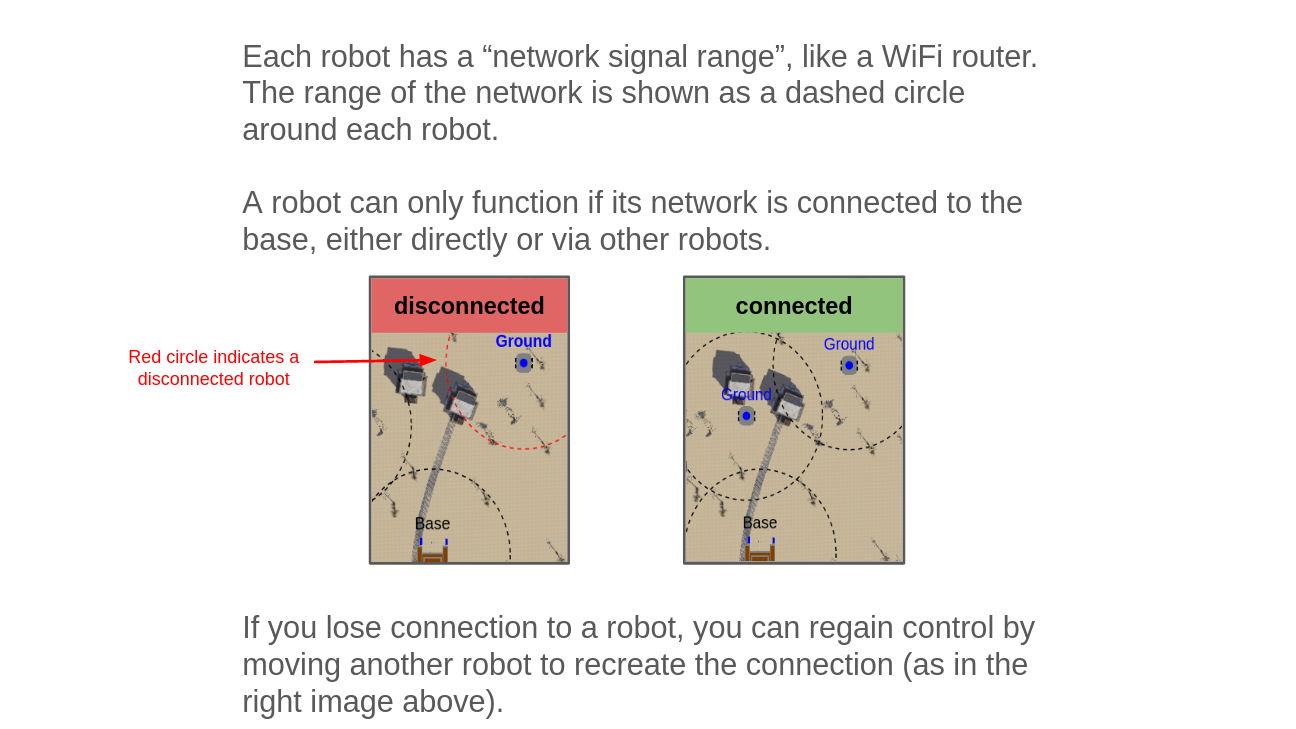 Each robot has a “network signal range”, like a WiFi router.
The range of the network is shown as a dashed circle
around each robot.
A robot can only function if its network is connected to the
base, either directly or via other robots.
disconnected
connected
Red circle indicates a
disconnected robot
Ground
Base
Ground
Ground
Base
If you lose connection to a robot, you can regain control by
moving another robot to recreate the connection (as in the
right image above).